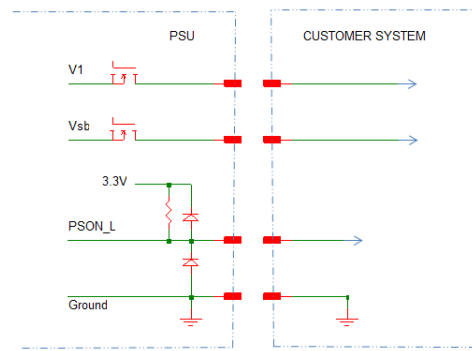 PSU
CUSTOMER SYSTEM
V1
Vsb
3.3V
PSON_L
Ground